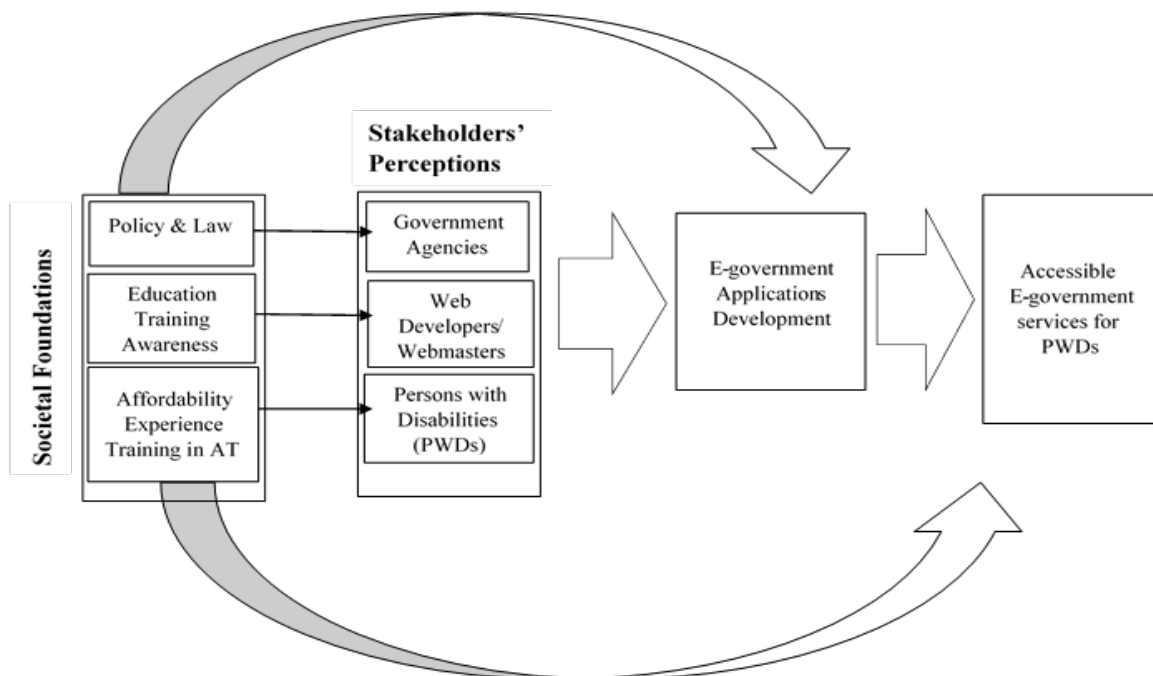 Societal Foundations
Policy & Law
Education
Training
Awareness
Affordability
Experience
Training in AT
Stakeholders’
Perceptions
Government
Agencies
Web
Developers/
Webmasters
Persons with
Disabilities
(PWDs)
E-government
Applications
Development
Accessible
E-government
services for
PWDs